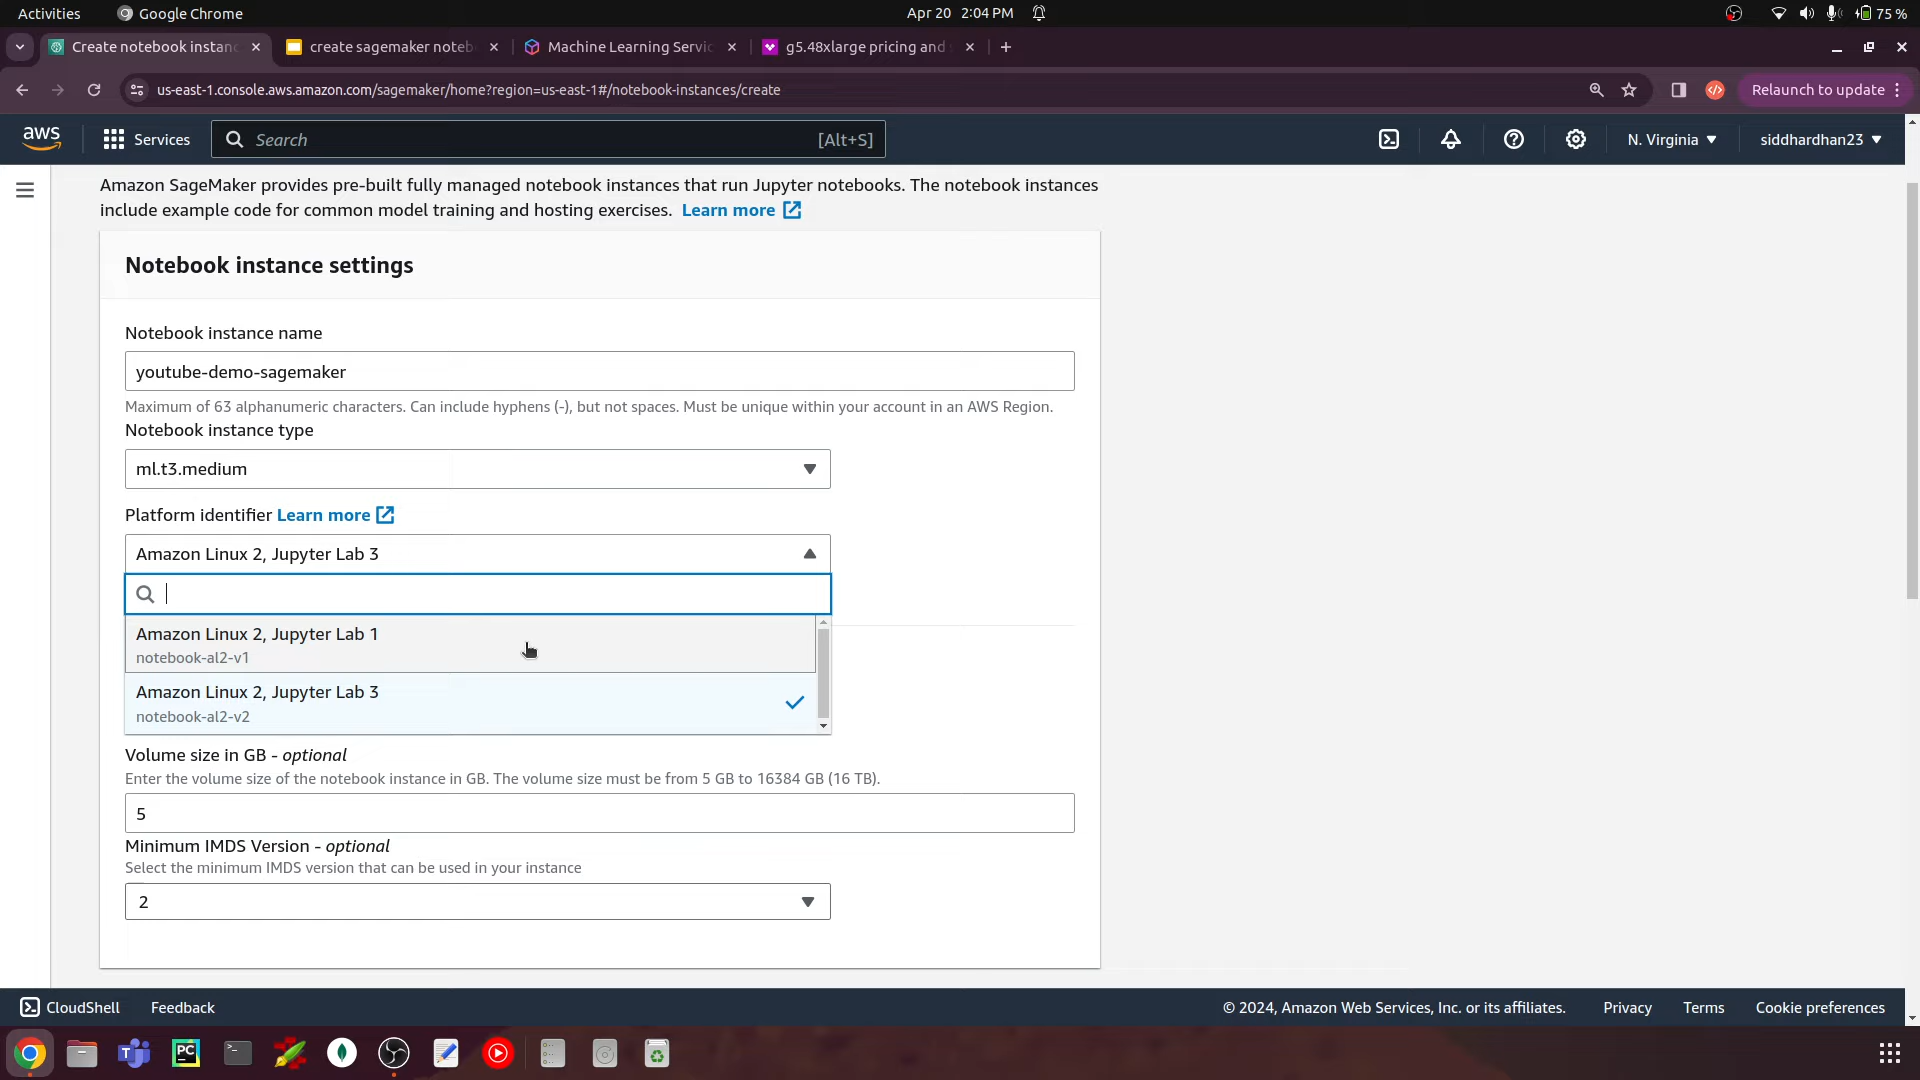 Activities
Google Chrome
Apr 20 2:04 PM
75 %
Create notebook instan
create sagemaker noteb
Machine Learning Servic
g5.48xlarge pricing and
us-east-1.console.aws.amazon.com/sagemaker/home?region=us-east-1#/notebook-instances/create
Relaunch to update
aws
Services
Search
[Alt+S]
N. Virginia
siddhardhan23
Amazon SageMaker provides pre-built fully managed notebook instances that run Jupyter notebooks. The notebook instances
include example code for common model training and hosting exercises. Learn more
Notebook instance settings
Notebook instance name
youtube-demo-sagemaker
Maximum of 63 alphanumeric characters. Can include hyphens (-), but not spaces. Must be unique within your account in an AWS Region.
Notebook instance type
ml.t3.medium
Platform identifier Learn more
Amazon Linux 2, Jupyter Lab 3
Amazon Linux 2, Jupyter Lab 1
notebook-al2-v1
Amazon Linux 2, Jupyter Lab 3
notebook-al2-v2
Volume size in GB - optional
Enter the volume size of the notebook instance in GB. The volume size must be from 5 GB to 16384 GB (16 TB).
5
Minimum IMDS Version - optional
Select the minimum IMDS version that can be used in your instance
2
CloudShell
Feedback
© 2024, Amazon Web Services, Inc. or its affiliates.
Privacy
Terms
Cookie preferences
PC